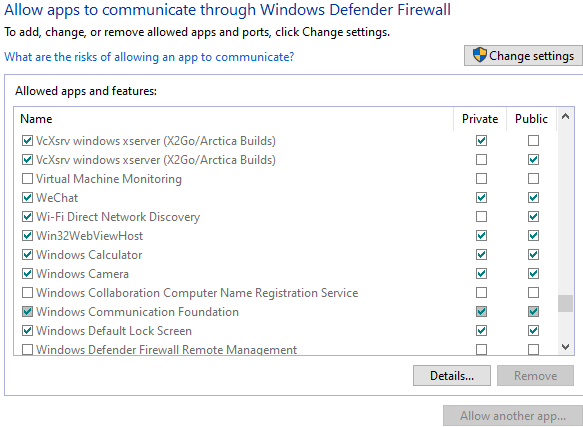 Allow apps to communicate through Windows Defender Firewall
To add, change, or remove allowed apps and ports, click Change settings.
What are the risks of allowing an app to communicate?
Change settings
Allowed apps and features:
Name Private Public
VcXsrv windows xserver (X2Go/Arctica Builds)
VcXsrv windows xserver (X2Go/Arctica Builds)
Virtual Machine Monitoring
WeChat
Wi-Fi Direct Network Discovery
Win32WebViewHost
Windows Calculator
Windows Camera
Windows Collaboration Computer Name Registration Service
Windows Communication Foundation
Windows Default Lock Screen
Windows Defender Firewall Remote Management
Details... Remove
Allow another app...